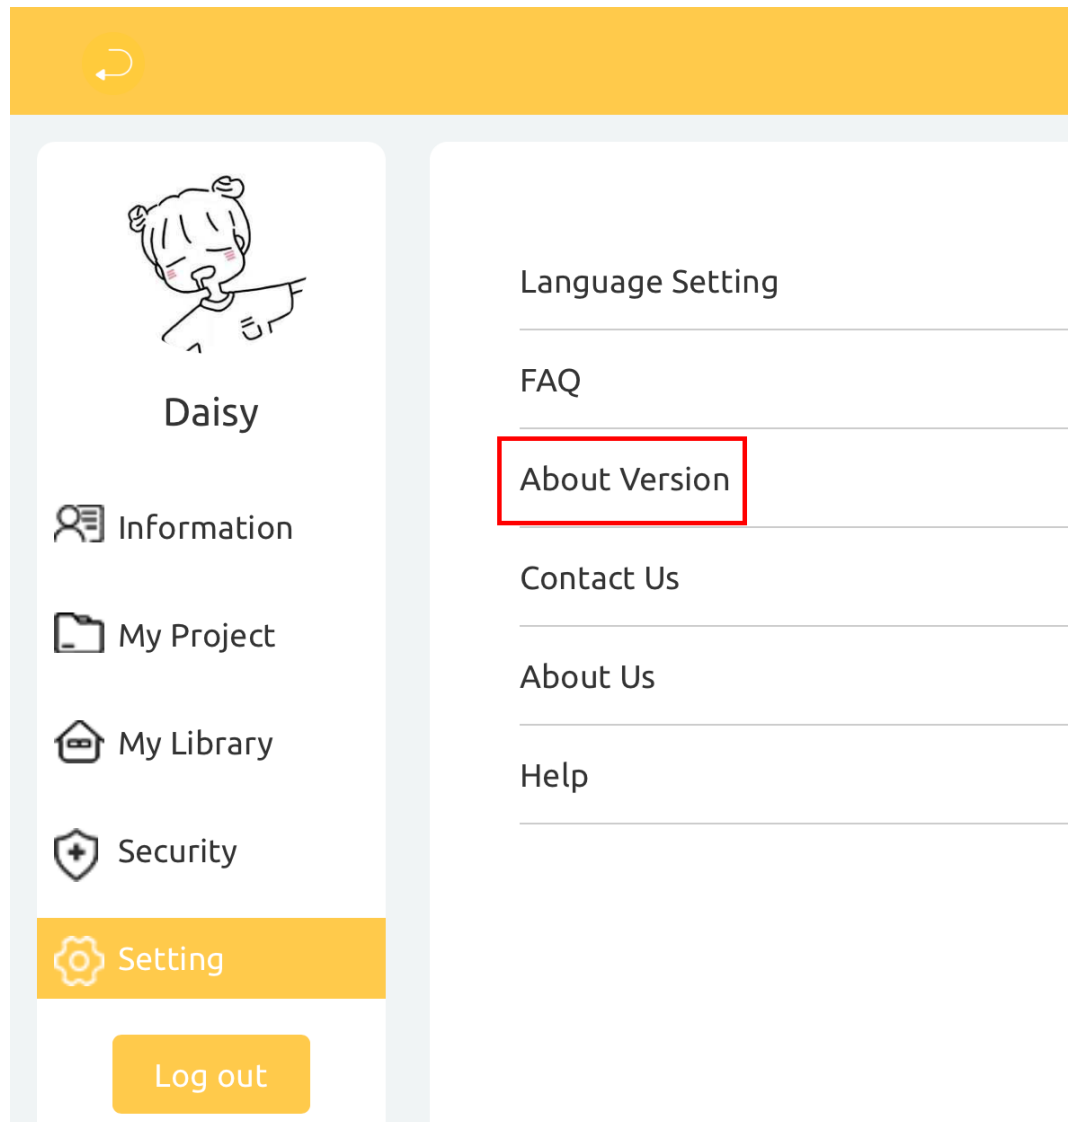 Daisy
Information
My Project
My Library
Security
Setting
Log out
Language Setting
FAQ
About Version
Contact Us
About Us
Help